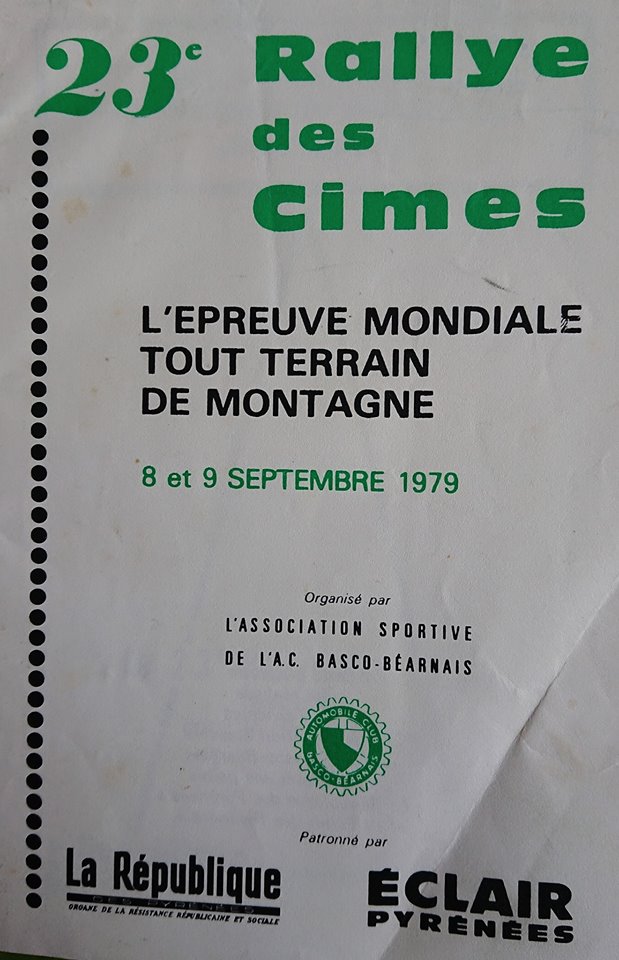 23e Rallye
des
Cimes
L'EPREUVE MONDIALE
TOUT TERRAIN
DE MONTAGNE
8 et 9 SEPTEMBRE 1979
Organisé par
L'ASSOCIATION SPORTIVE
DE L'A.C. BASCO-BÉARNAIS
AUTOMOBILE CLUB
BASCO-BÉARNAIS
Patronné par
La République
DES PYRENEES
ORGANE DE LA RÉSISTANCE RÉPUBLICAINE ET SOCIALE
ÉCLAIR
PYRÉNÉES